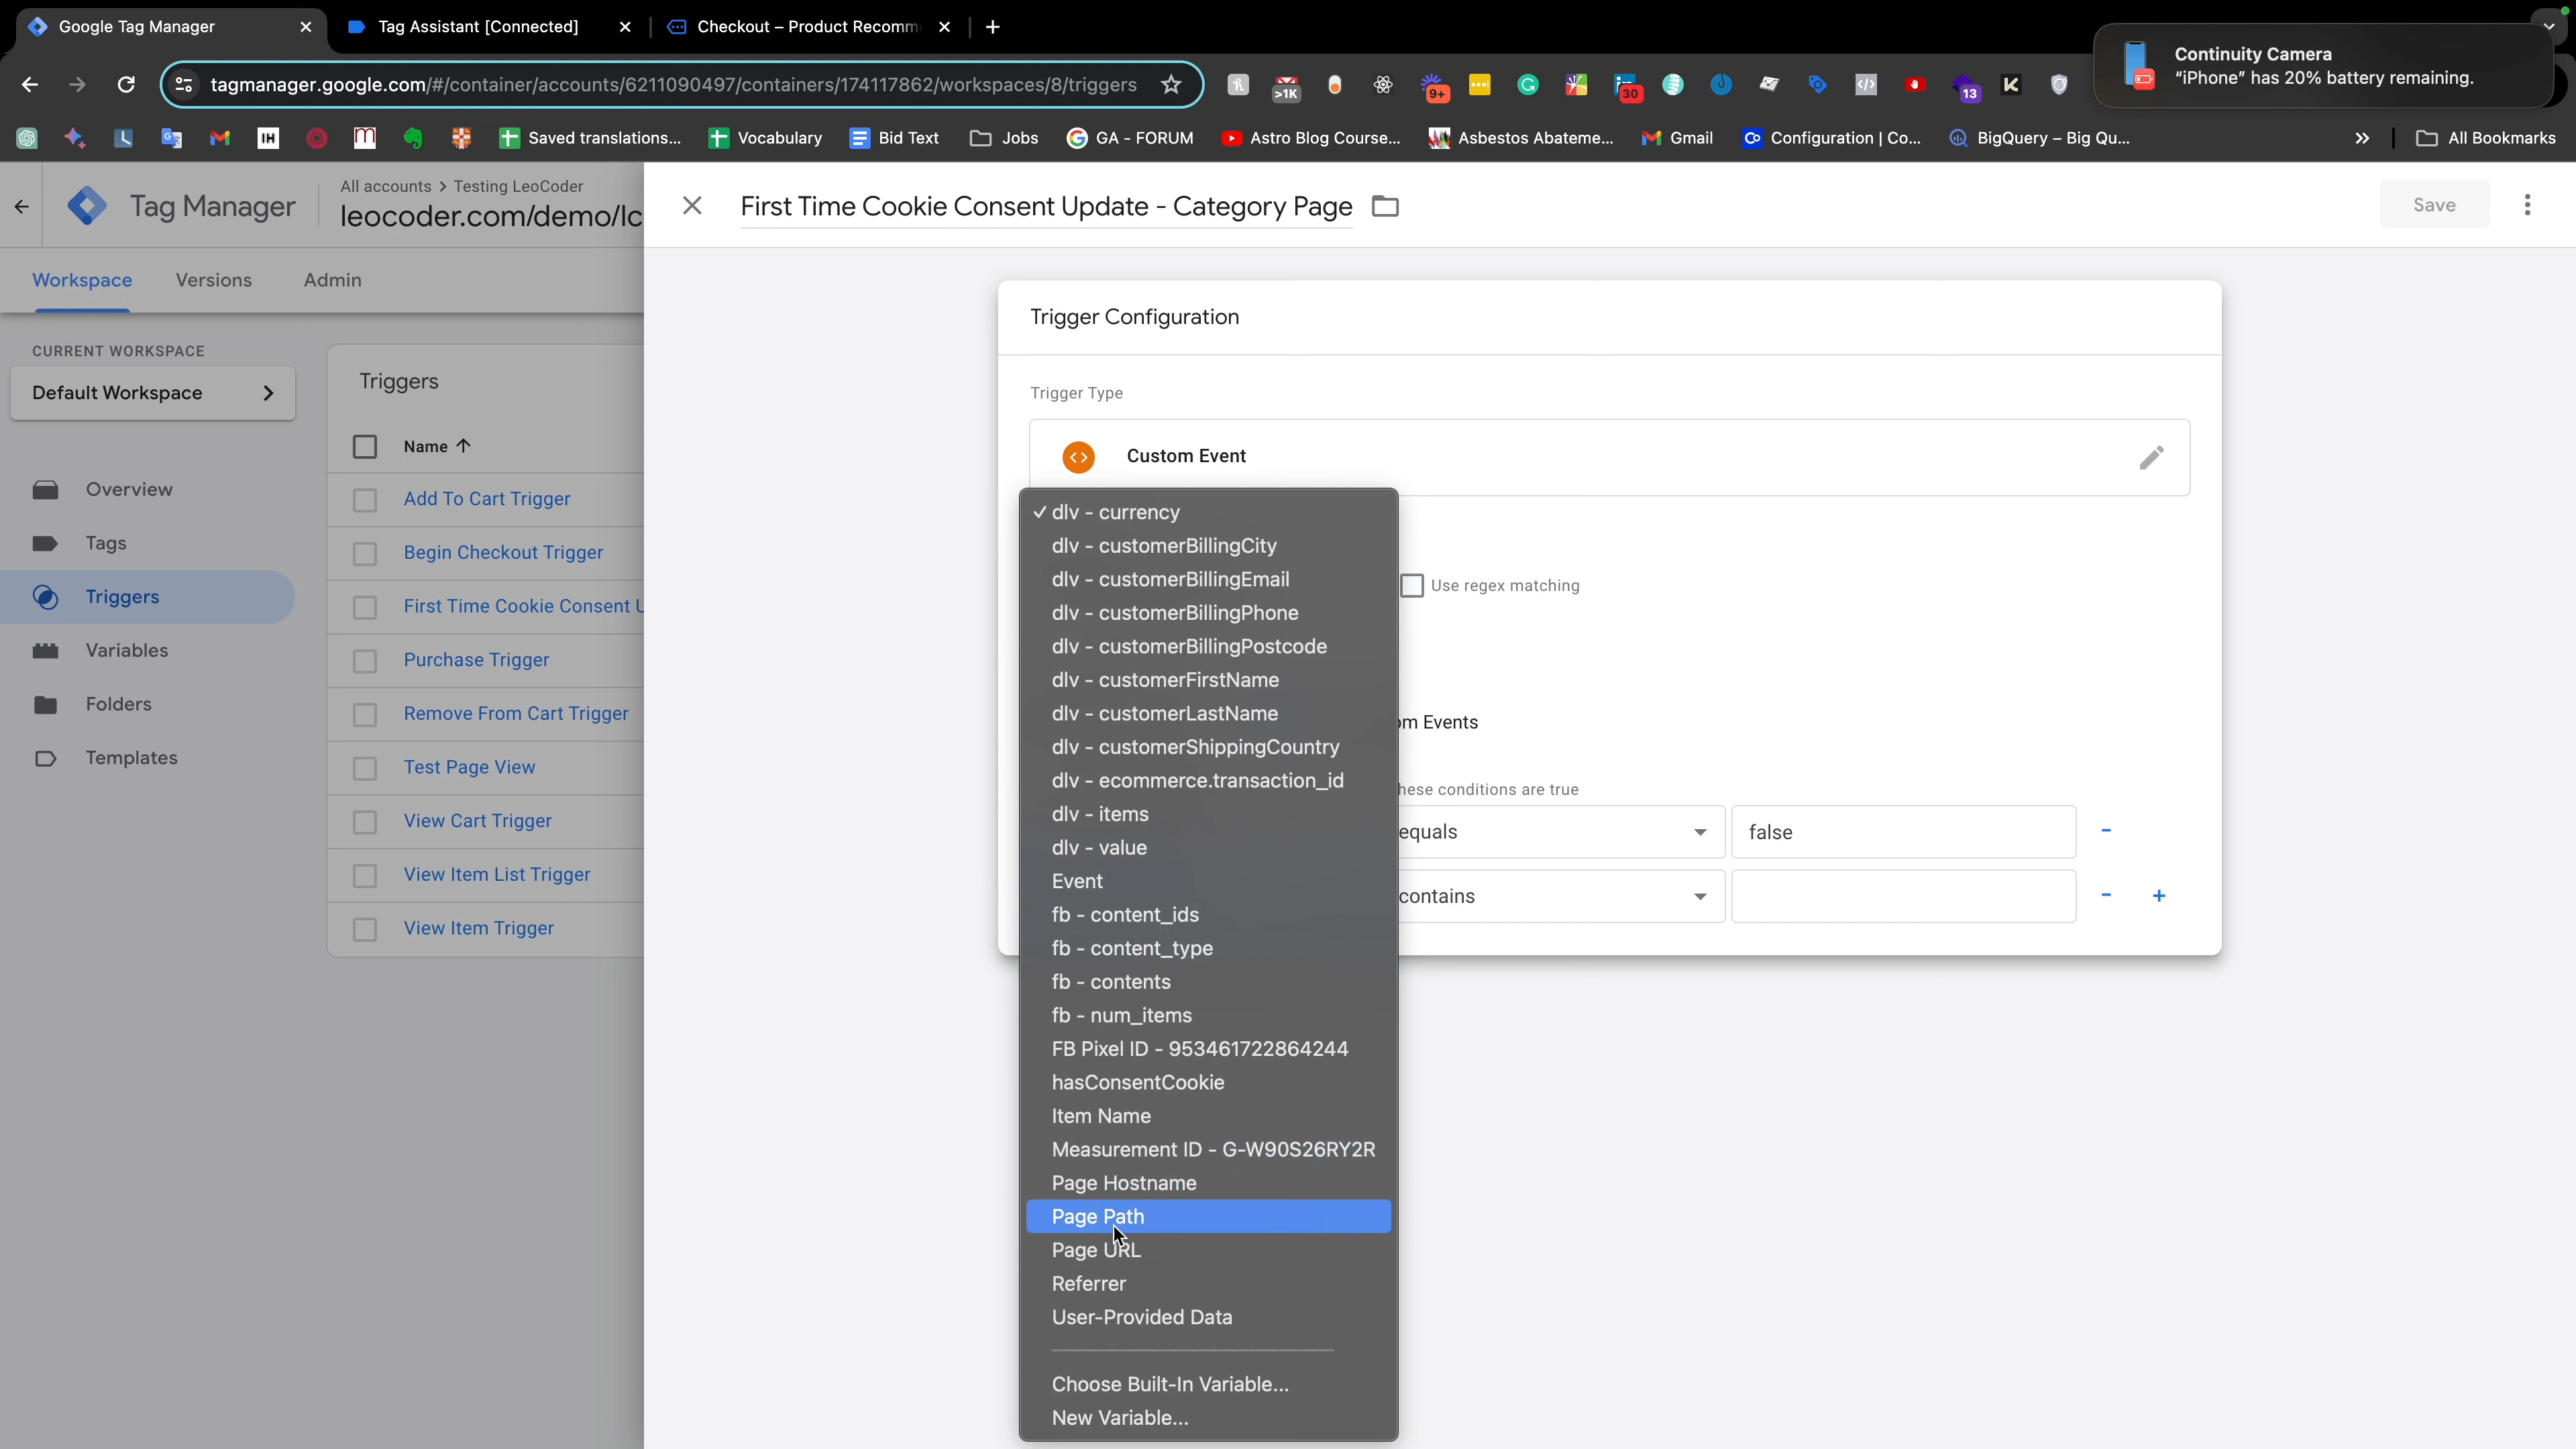 Google Tag Manager
Tag Assistant [Connected]
Checkout – Product Recomm
Continuity Camera
“iPhone” has 20% battery remaining.
tagmanager.google.com/#/container/accounts/6211090497/containers/174117862/workspaces/8/triggers
>1K
9+
30
13
Saved translations...
Vocabulary
Bid Text
Jobs
GA - FORUM
Astro Blog Course...
Asbestos Abateme...
Gmail
Configuration | Co...
BigQuery – Big Qu...
All Bookmarks
Tag Manager
All accounts > Testing LeoCoder
leocoder.com/demo/lc
First Time Cookie Consent Update - Category Page
Save
Workspace
Versions
Admin
CURRENT WORKSPACE
Default Workspace
Overview
Tags
Triggers
Variables
Folders
Templates
Triggers
Name
Add To Cart Trigger
Begin Checkout Trigger
First Time Cookie Consent U
Purchase Trigger
Remove From Cart Trigger
Test Page View
View Cart Trigger
View Item List Trigger
View Item Trigger
Trigger Configuration
Trigger Type
Custom Event
Use regex matching
om Events
hese conditions are true
equals
false
contains
✓ dlv - currency
dlv - customerBillingCity
dlv - customerBillingEmail
dlv - customerBillingPhone
dlv - customerBillingPostcode
dlv - customerFirstName
dlv - customerLastName
dlv - customerShippingCountry
dlv - ecommerce.transaction_id
dlv - items
dlv - value
Event
fb - content_ids
fb - content_type
fb - contents
fb - num_items
FB Pixel ID - 953461722864244
hasConsentCookie
Item Name
Measurement ID - G-W90S26RY2R
Page Hostname
Page Path
Page URL
Referrer
User-Provided Data
Choose Built-In Variable...
New Variable...